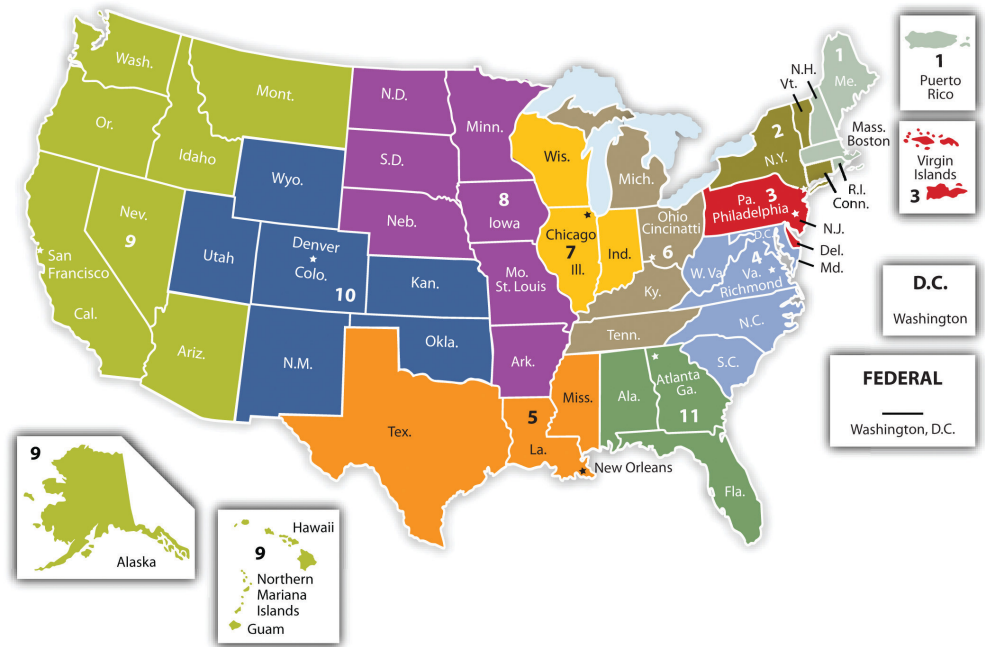 Wash.
Or.
Idaho
Mont.
Nev.
9
San
Francisco
Cal.
Ariz.
Wyo.
Utah
Denver
Colo.
10
N.M.
Kan.
Okla.
N.D.
S.D.
Neb.
Minn.
8
Iowa
Mo.
St. Louis
Ark.
Tex.
5
La.
Miss.
New Orleans
Wis.
Chicago
7
Ill.
Ind.
Mich.
Ohio
Cincinatti
6
Ky.
Tenn.
Ala.
Atlanta
Ga.
11
Fla.
W. Va
D.C.
4
Va.
Richmond
N.C.
S.C.
Pa.
3
Philadelphia
N.J.
Del.
Md.
2
N.Y.
Vt.
N.H.
1
Me.
Mass.
Boston
R.I.
Conn.
1
Puerto
Rico
Virgin
Islands
3
D.C.
Washington
FEDERAL
Washington, D.C.
9
Alaska
Hawaii
9
Northern
Mariana
Islands
Guam